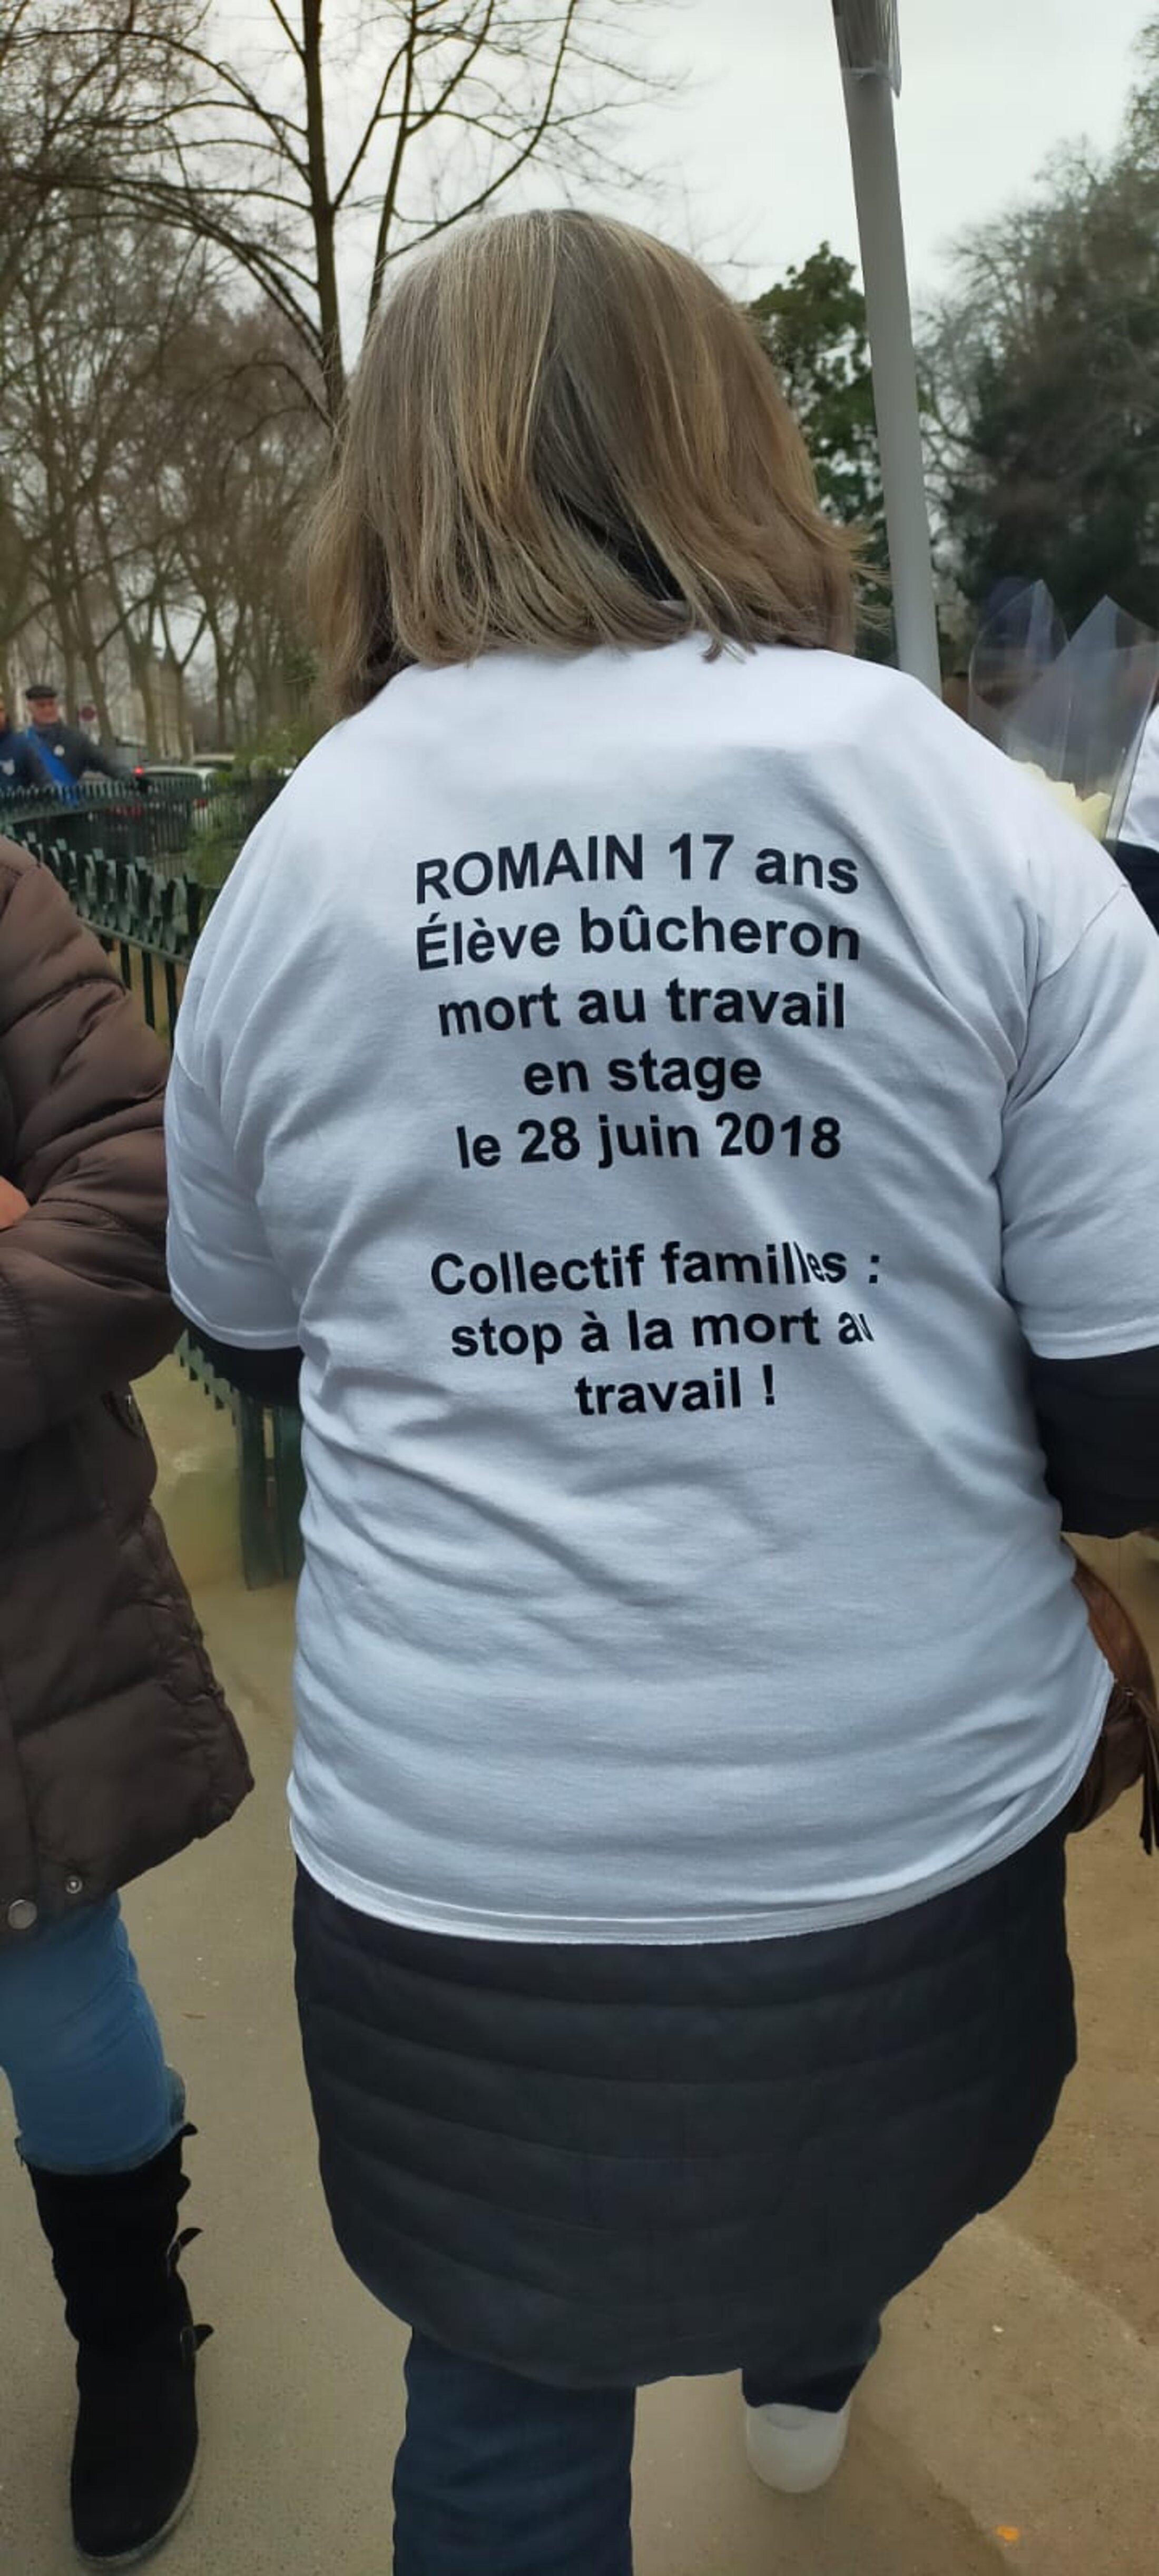 ROMAIN 17 ans
Élève bûcheron
mort au travail
en stage
le 28 juin 2018
Collectif familles :
stop à la mort au
travail !